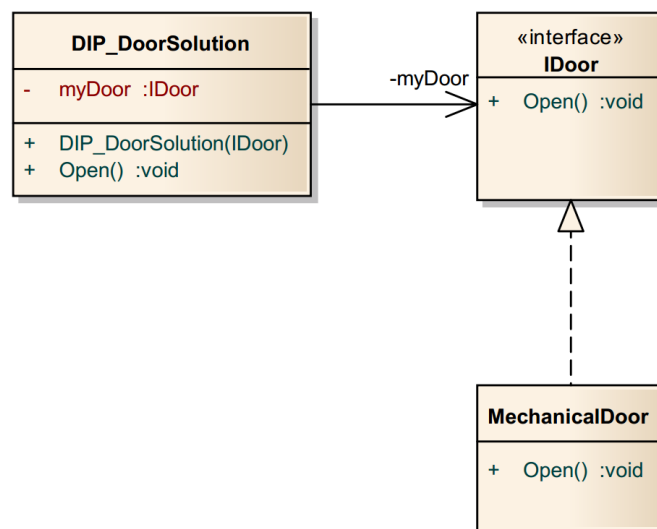 DIP_DoorSolution
- myDoor :IDoor
+ DIP_DoorSolution(IDoor)
+ Open() :void
-myDoor
«interface»
IDoor
+ Open() :void
MechanicalDoor
+ Open() :void